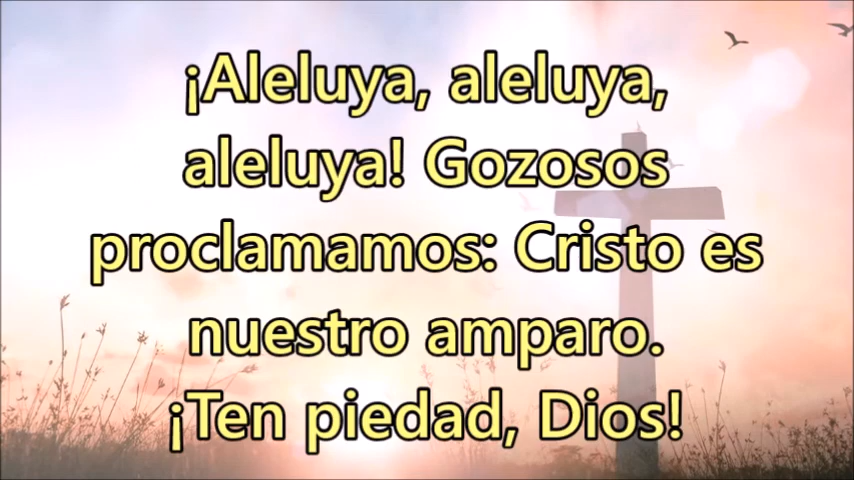 ¡Aleluya, aleluya,
aleluya! Gozosos
proclamamos: Cristo es
nuestro amparo.
¡Ten piedad, Dios!